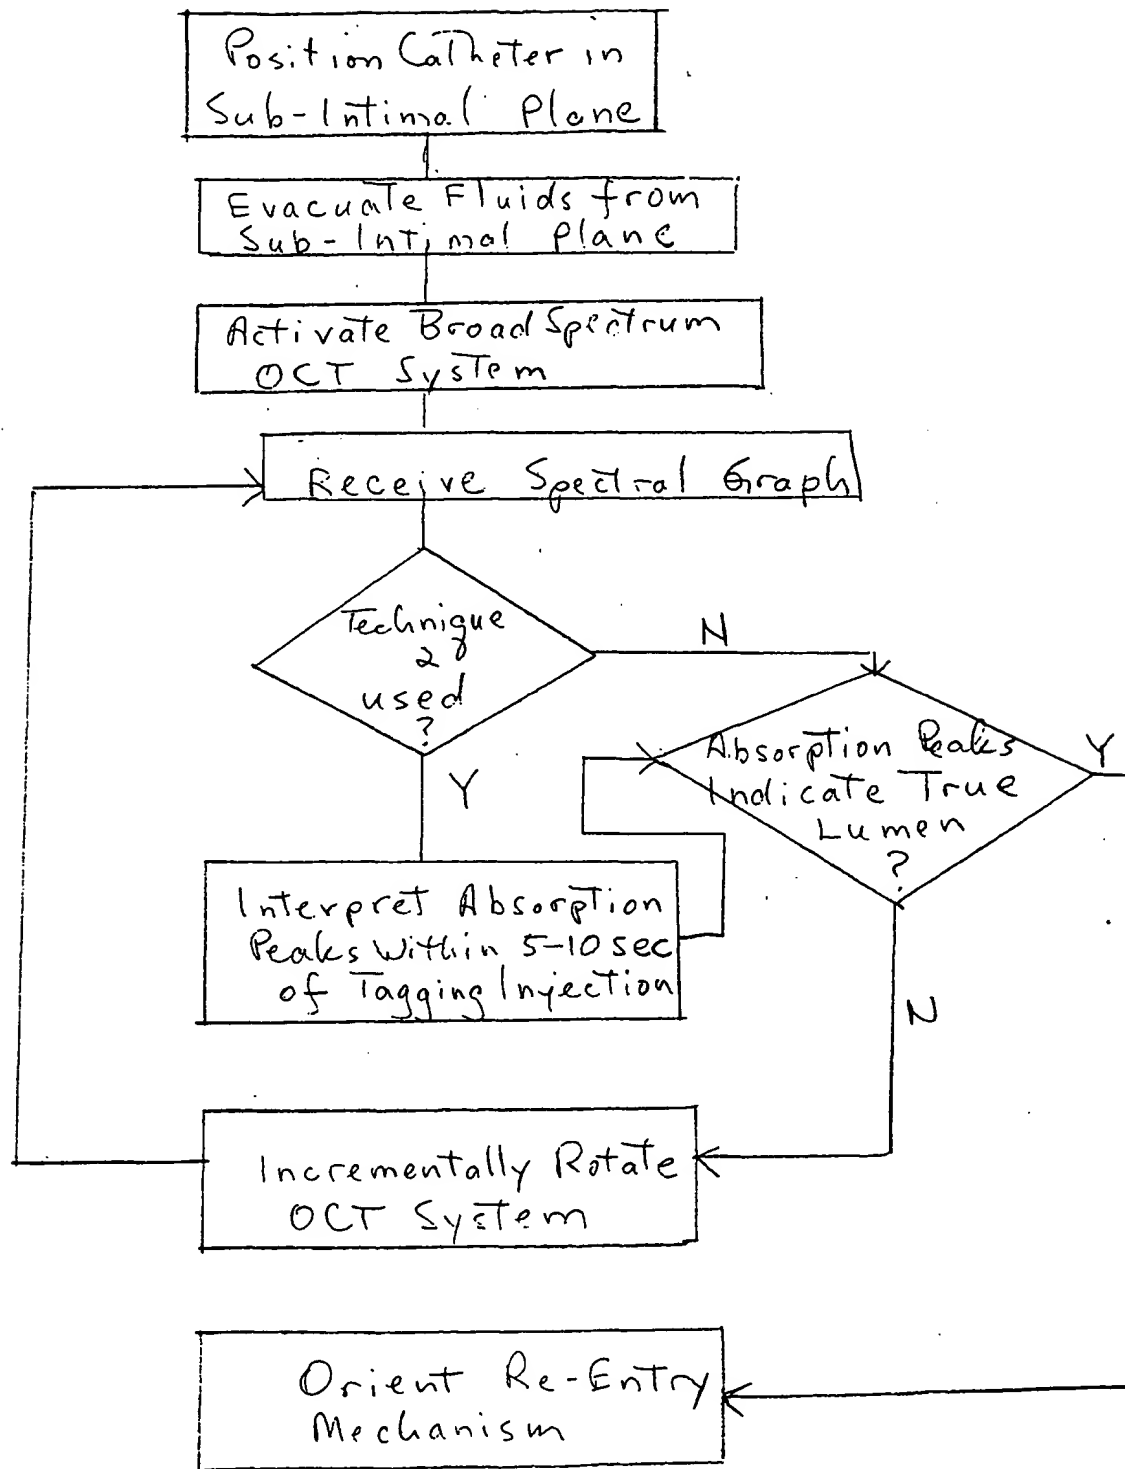 Position Catheter in
Sub-Intimal Plane
Evacuate Fluids from
Sub-Intimal Plane
Activate Broad Spectrum
OCT System
Receive Spectral Graph
Technique
2
used
?
N
Y
Absorption Peaks
Indicate True
Lumen
?
Y
N
Interpret Absorption
Peaks Within 5-10 sec
of Tagging Injection
Incrementally Rotate
OCT System
Orient Re-Entry
Mechanism